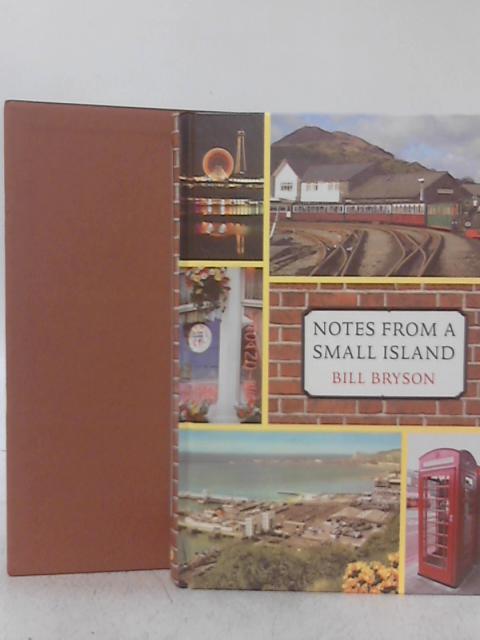 NOTES FROM A
SMALL ISLAND
BILL BRYSON